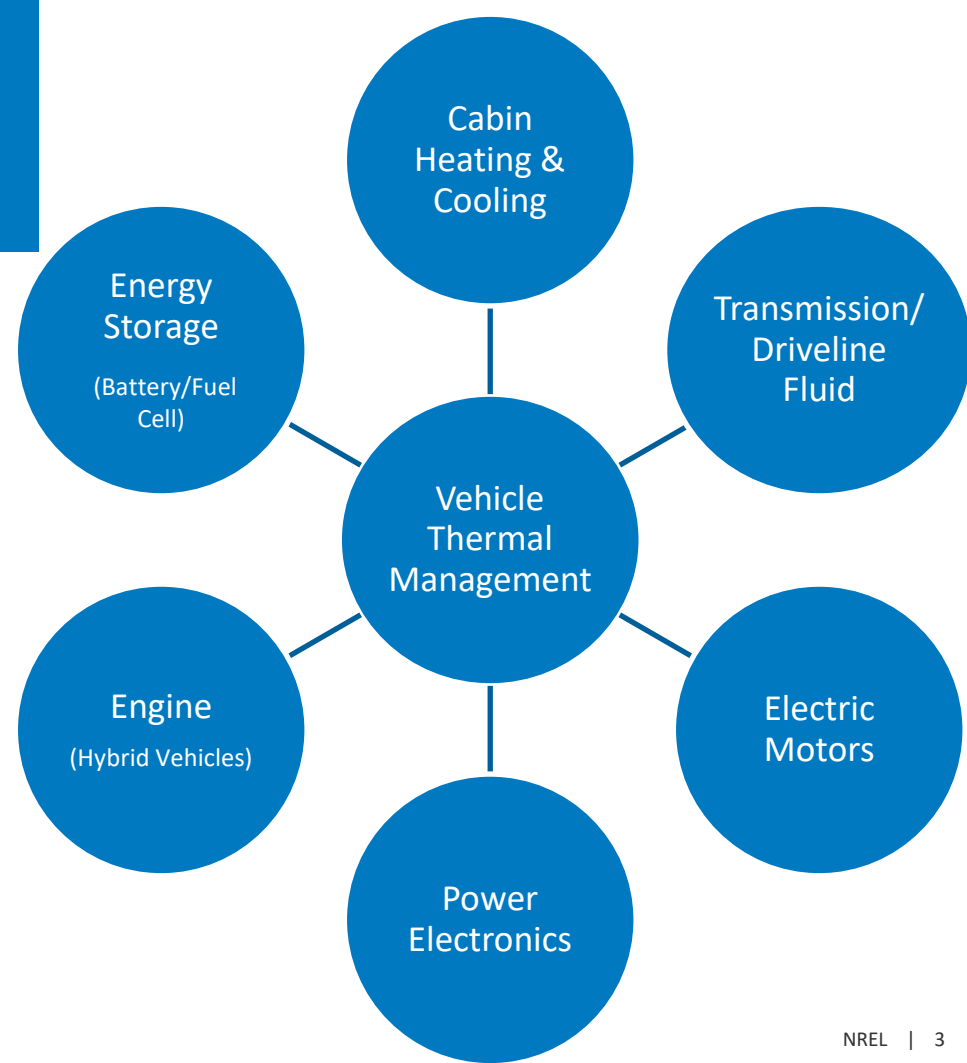 Cabin
Heating &
Cooling
Energy
Storage
(Battery/Fuel
Cell)
Transmission/
Driveline
Fluid
Vehicle
Thermal
Management
Engine
(Hybrid Vehicles)
Electric
Motors
Power
Electronics
NREL | 3